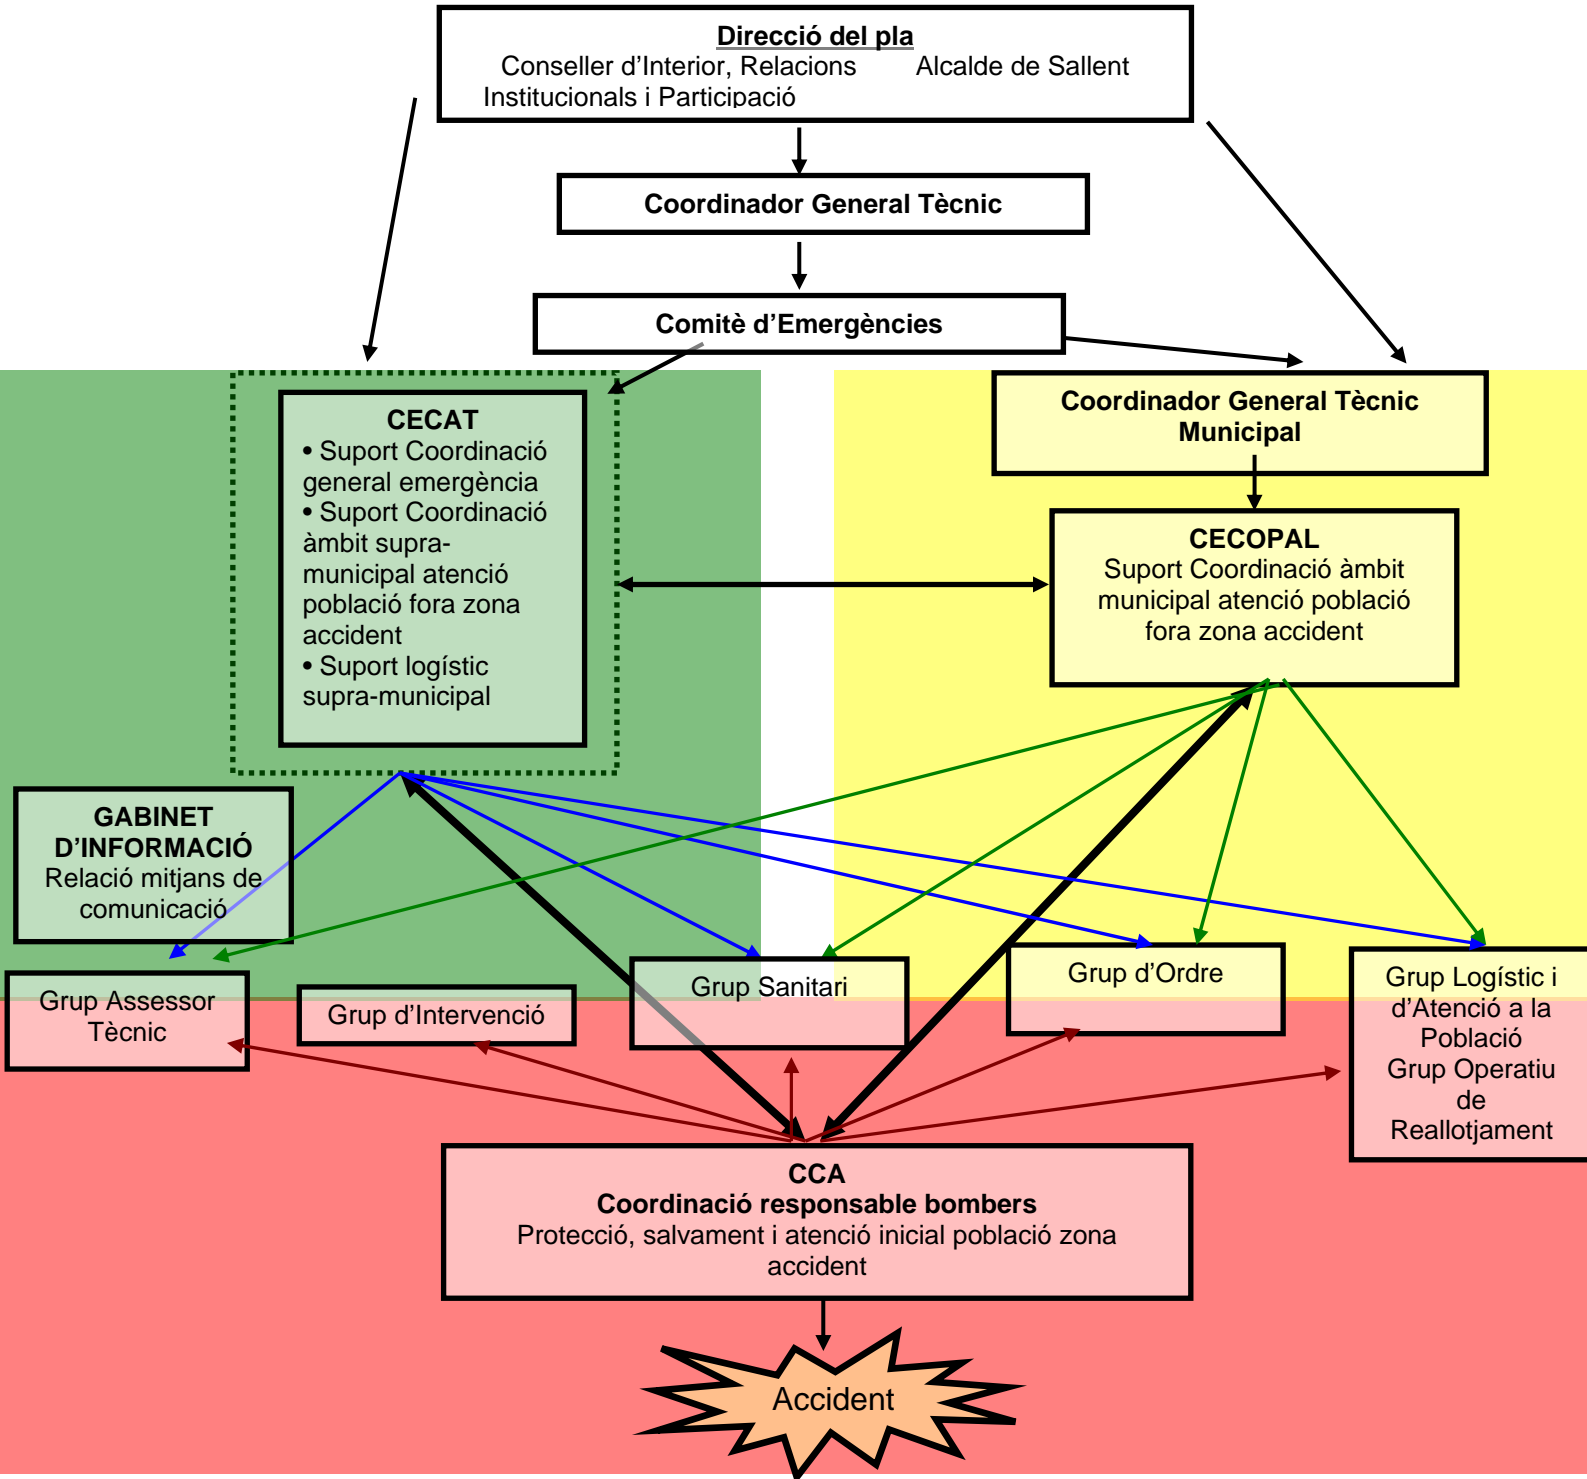 Direcció del pla
Conseller d’Interior, Relacions Alcalde de Sallent
Institucionals i Participació
Coordinador General Tècnic
Comitè d’Emergències
CECAT
• Suport Coordinació
general emergència
• Suport Coordinació
àmbit supra-
municipal atenció
població fora zona
accident
• Suport logístic
supra-municipal
Coordinador General Tècnic
Municipal
CECOPAL
Suport Coordinació àmbit
municipal atenció població
fora zona accident
GABINET
D’INFORMACIÓ
Relació mitjans de
comunicació
Grup Assessor
Tècnic
Grup d’Intervenció
Grup Sanitari
Grup d’Ordre
Grup Logístic i
d’Atenció a la
Població
Grup Operatiu
de
Reallotjament
CCA
Coordinació responsable bombers
Protecció, salvament i atenció inicial població zona
accident
Accident